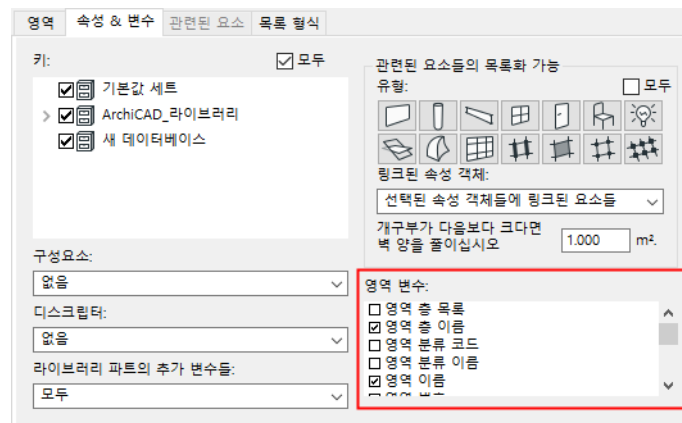 영역 속성 & 변수 관련된 요소 목록 형식
키: 모두
기본값 세트
ArchiCAD_라이브러리
새 데이터베이스
구성요소:
없음
디스크립터:
없음
라이브러리 파트의 추가 변수들:
모두
관련된 요소들의 목록화 가능
유형: 모두
링크된 속성 객체:
선택된 속성 객체들에 링크된 요소들
개구부가 다음보다 크다면
벽 양을 풀이십시오 1.000 m².
영역 변수:
영역 층 목록
영역 층 이름
영역 분류 코드
영역 분류 이름
영역 이름